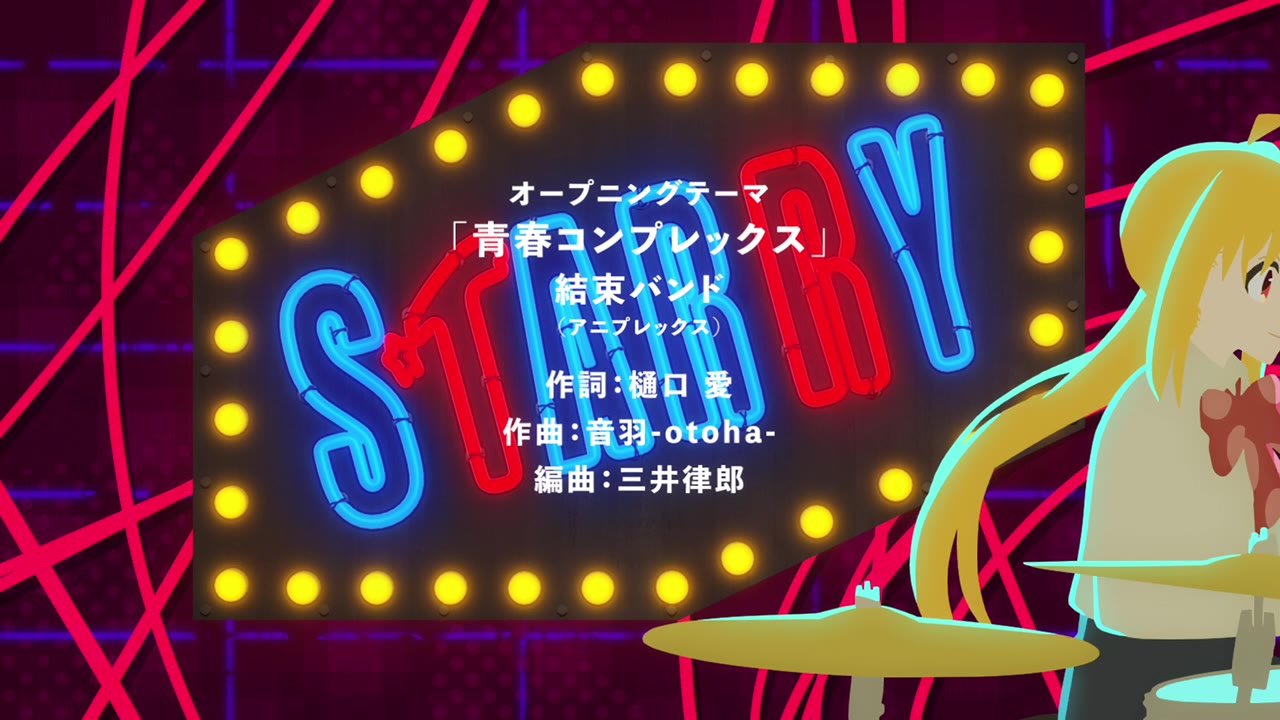 STARRY
オープニングテーマ
「青春コンプレックス」
結束バンド
（アニプレックス）
作詞：樋口 愛
作曲：音羽-otoha-
編曲：三井律郎